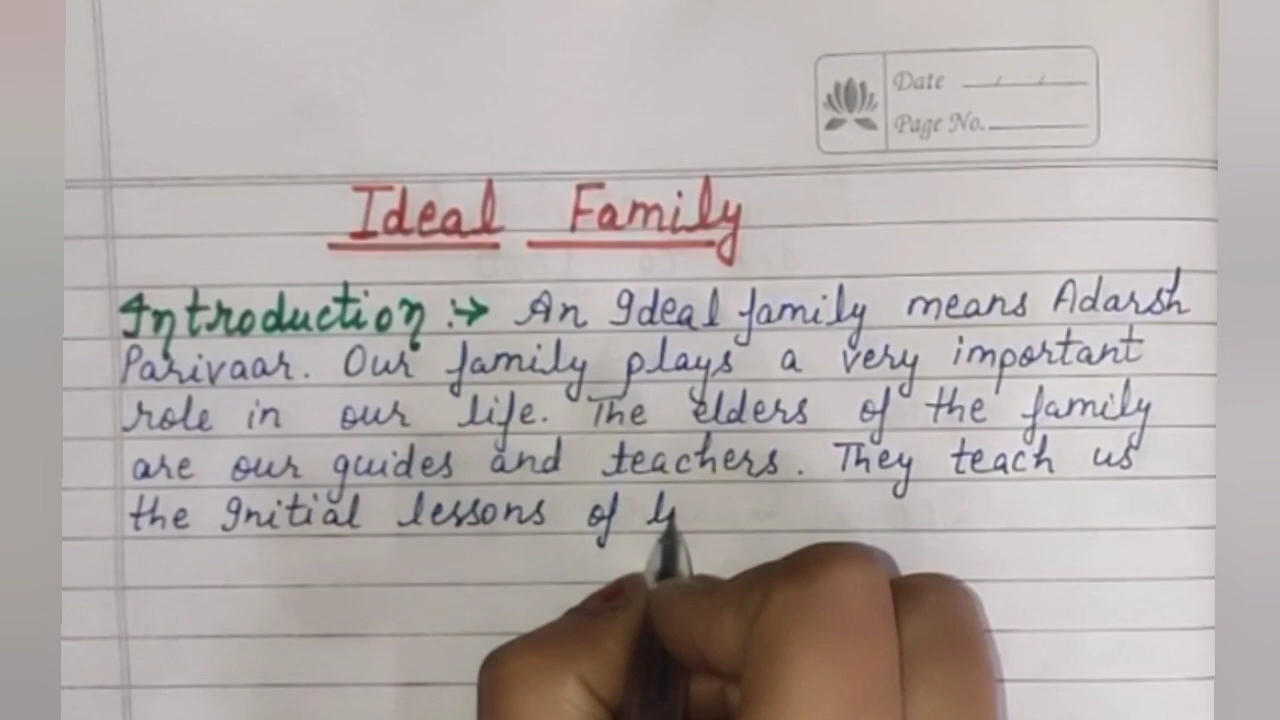 Date
Page No.
Ideal Family
Introduction :→ An Ideal family means Adarsh
Parivaar. Our family plays a very important
role in our life. The elders of the family
are our guides and teachers. They teach us
the Initial lessons of